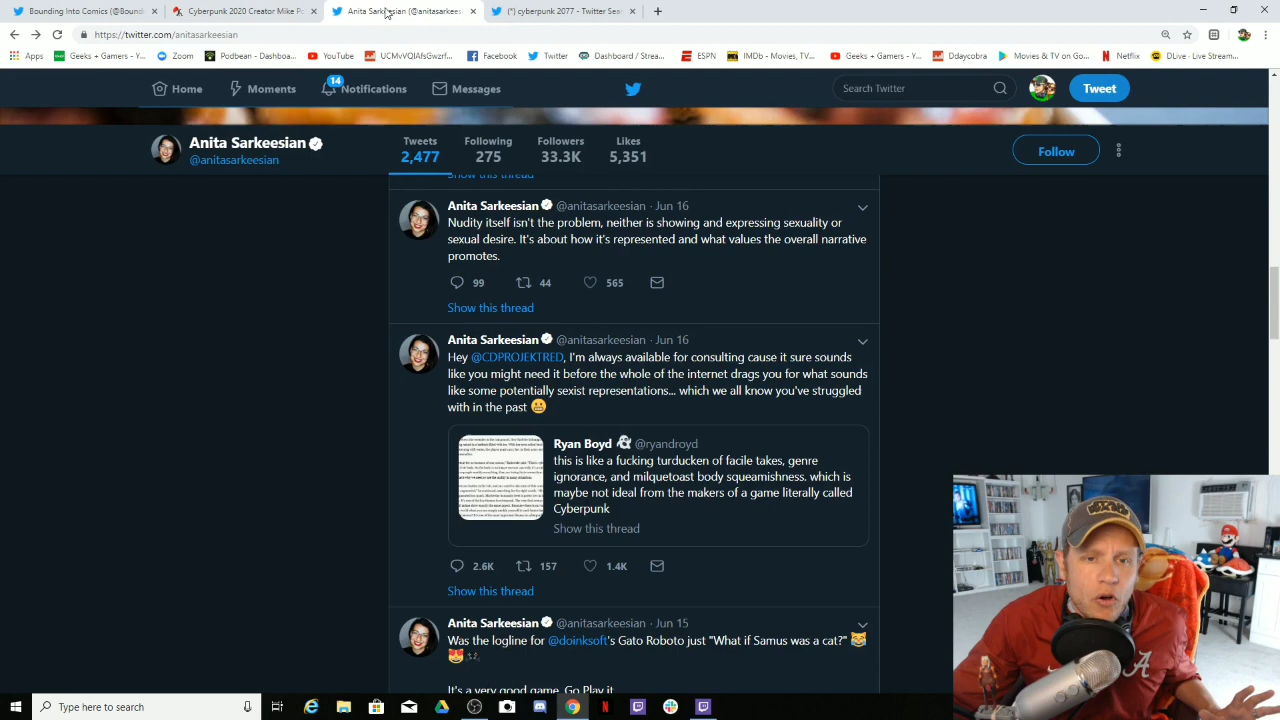 Bounding Into Comics (@Bound
Cyberpunk 2020 Creator Mike Po
Anita Sarkeesian (@anitasarkees
(*) cyberpunk 2077 - Twitter Sea
https://twitter.com/anitasarkeesian
Apps
Geeks + Gamers - Y...
Zoom
Podbean - Dashboar...
YouTube
Facebook
Twitter
Dashboard / Strea...
ESPN
IMDb - Movies, TV...
Geeks + Gamers - Y...
Ddaycobra
Movies & TV on Go...
Netflix
DLive · Live Stream...
Home
Moments
14
Notifications
Messages
Search Twitter
Tweet
Anita Sarkeesian
@anitasarkeesian
Tweets
2,477
Following
275
Followers
33.3K
Likes
5,351
Follow
Show this thread
Anita Sarkeesian @anitasarkeesian · Jun 16
Nudity itself isn't the problem, neither is showing and expressing sexuality or
sexual desire. It's about how it's represented and what values the overall narrative
promotes.
99
44
565
Show this thread
Anita Sarkeesian @anitasarkeesian · Jun 16
Hey @CDPROJEKTRED, I'm always available for consulting cause it sure sounds
like you might need it before the whole of the internet drags you for what sounds
like some potentially sexist representations... which we all know you've struggled
with in the past
Ryan Boyd @ryandroyd
this is like a fucking turducken of facile takes, genre
ignorance, and milquetoast body squeamishness. which is
maybe not ideal from the makers of a game literally called
Cyberpunk
Show this thread
2.6K
157
1.4K
Show this thread
Anita Sarkeesian @anitasarkeesian · Jun 15
Was the logline for @doinksoft's Gato Roboto just "What if Samus was a cat?"
It's a very good game. Go Play it
Type here to search